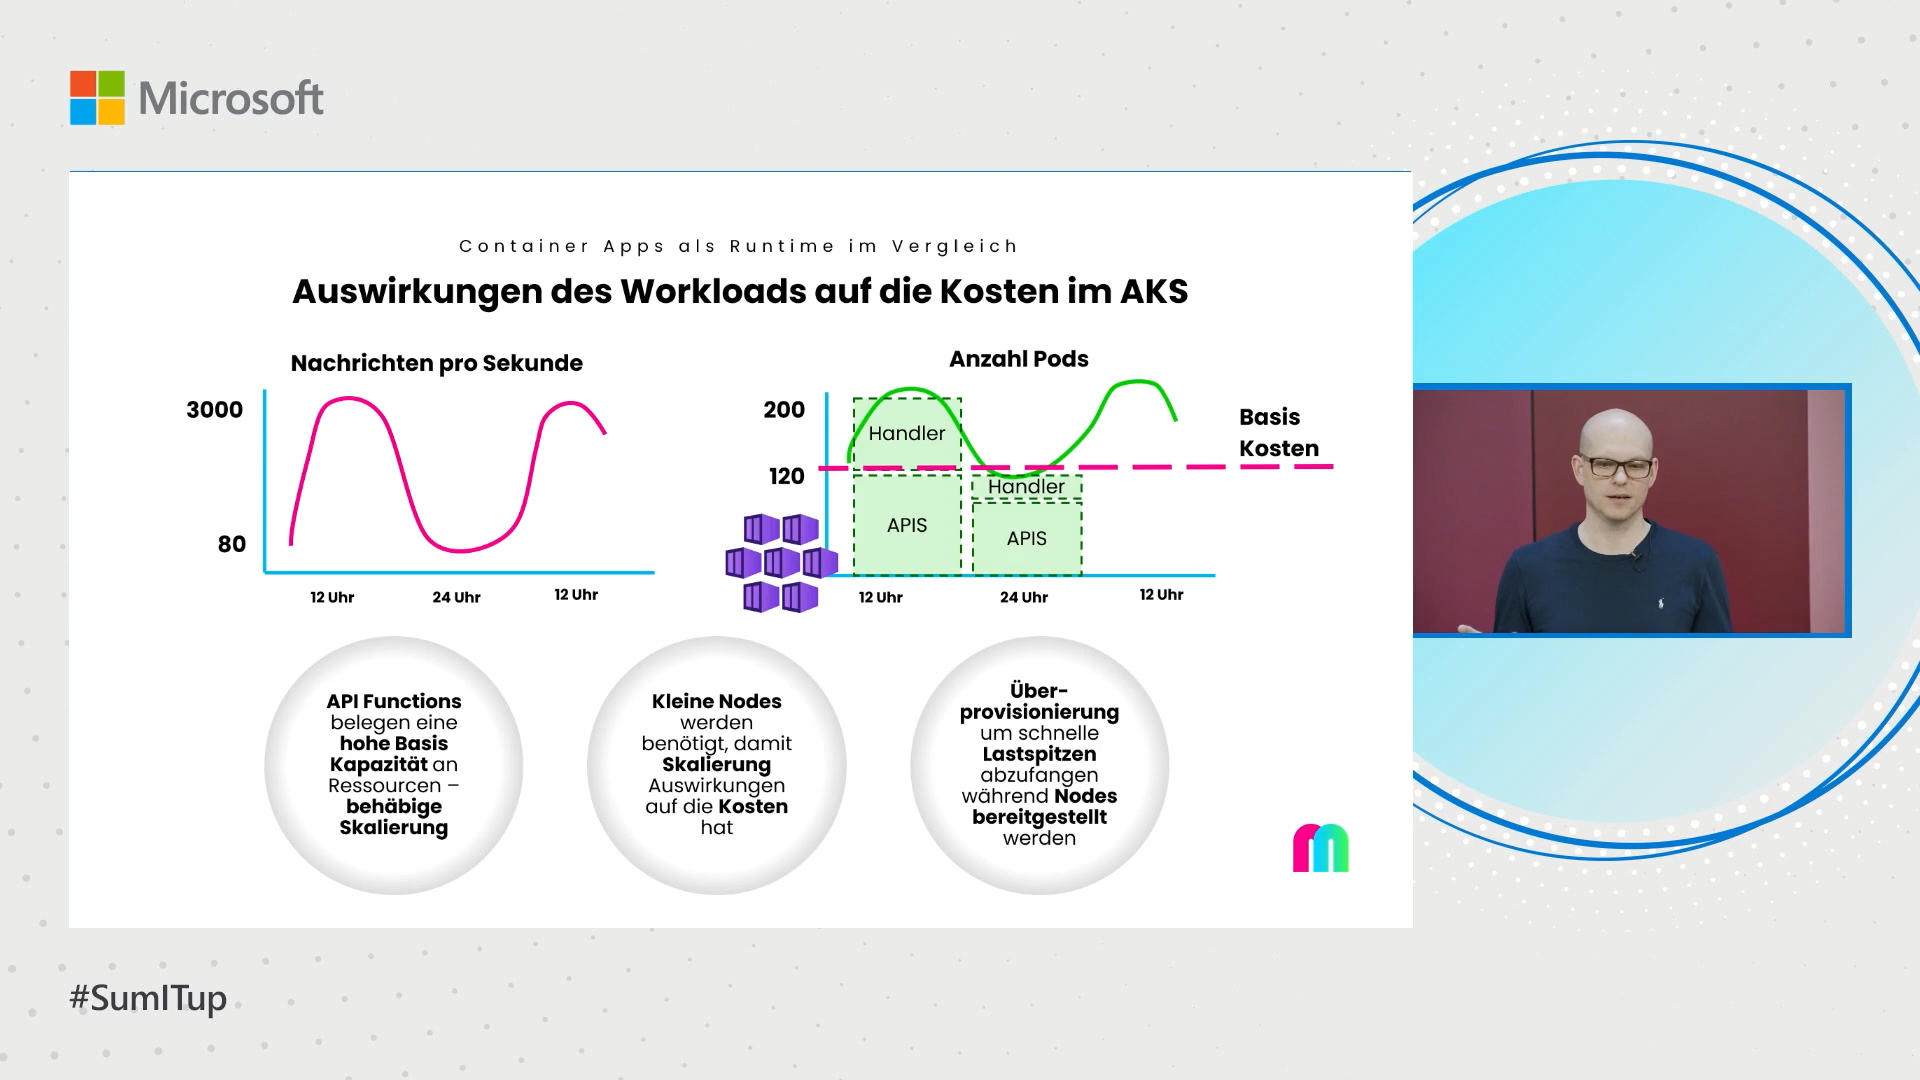 Microsoft
Container Apps als Runtime im Vergleich
Auswirkungen des Workloads auf die Kosten im AKS
Nachrichten pro Sekunde
3000
80
12 Uhr
24 Uhr
12 Uhr
Anzahl Pods
200
120
Handler
APIS
Handler
APIS
12 Uhr
24 Uhr
12 Uhr
Basis
Kosten
API Functions
belegen eine
hohe Basis
Kapazität an
Ressourcen –
behäbige
Skalierung
Kleine Nodes
werden
benötigt, damit
Skalierung
Auswirkungen
auf die Kosten
hat
Über-
provisionierung
um schnelle
Lastspitzen
abzufangen
während Nodes
bereitgestellt
werden
#SumITup